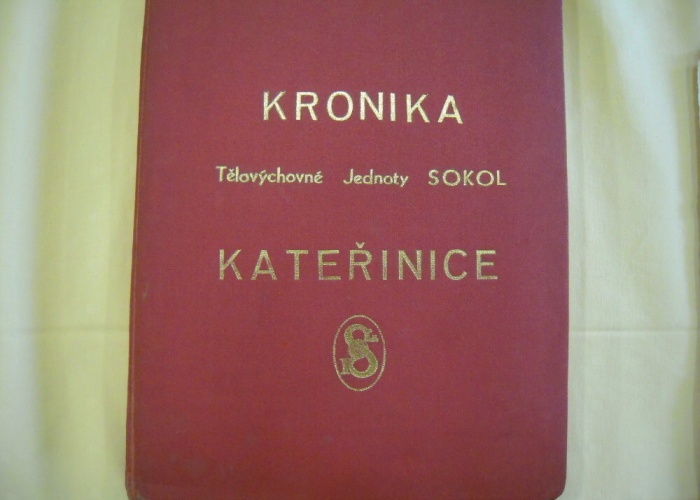 KRONIKA
Tělovýchovné Jednoty SOKOL
KATEŘINICE